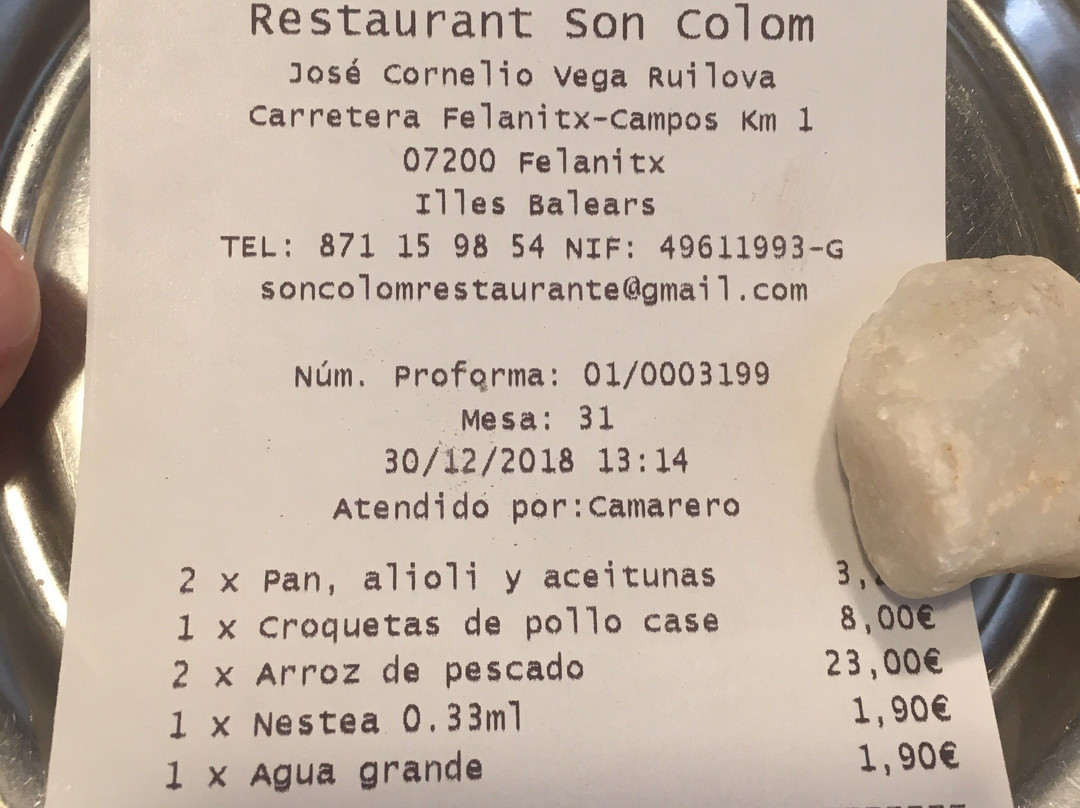 Restaurant Son Colom
José Cornelio Vega Ruilova
Carretera Felanitx-Campos Km 1
07200 Felanitx
Illes Balears
TEL: 871 15 98 54 NIF: 49611993-G
soncolomrestaurante@gmail.com
Núm. Proforma: 01/0003199
Mesa: 31
30/12/2018 13:14
Atendido por:Camarero
2 x Pan, alioli y aceitunas
1 x Croquetas de pollo case 8,00€
2 x Arroz de pescado 23,00€
1 x Nestea 0.33ml 1,90€
1 x Agua grande 1,90€